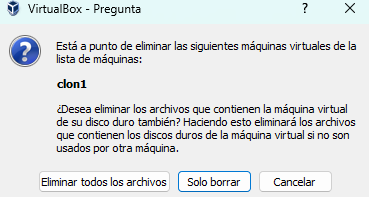 VirtualBox - Pregunta
Está a punto de eliminar las siguientes máquinas virtuales de la
lista de máquinas:
clon1
¿Desea eliminar los archivos que contienen la máquina virtual
de su disco duro también? Haciendo esto eliminará los archivos
que contienen los discos duros de la máquina virtual si no son
usados por otra máquina.
Eliminar todos los archivos Solo borrar Cancelar